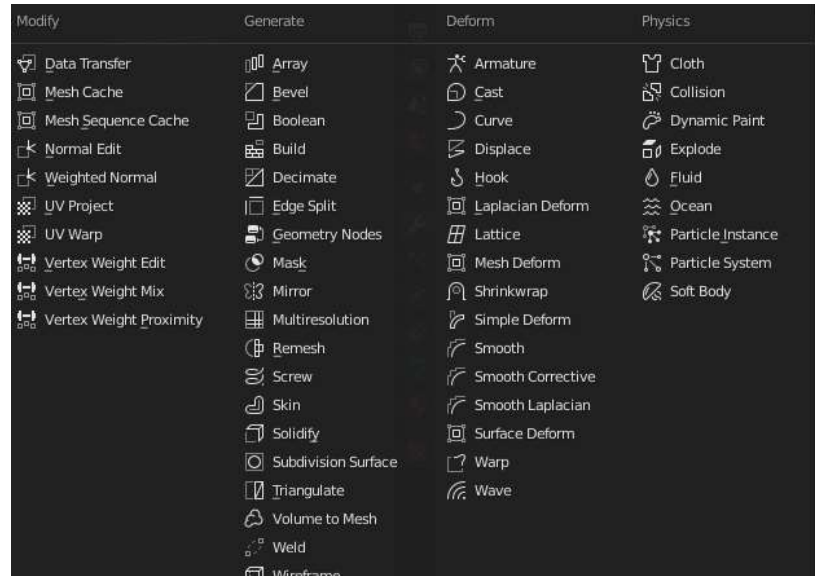 Modify
Data Transfer
Mesh Cache
Mesh Sequence Cache
Normal Edit
Weighted Normal
UV Project
UV Warp
Vertex Weight Edit
Vertex Weight Mix
Vertex Weight Proximity
Generate
Array
Bevel
Boolean
Build
Decimate
Edge Split
Geometry Nodes
Mask
Mirror
Multiresolution
Remesh
Screw
Skin
Solidify
Subdivision Surface
Triangulate
Volume to Mesh
Weld
Wireframe
Deform
Armature
Cast
Curve
Displace
Hook
Laplacian Deform
Lattice
Mesh Deform
Shrinkwrap
Simple Deform
Smooth
Smooth Corrective
Smooth Laplacian
Surface Deform
Warp
Wave
Physics
Cloth
Collision
Dynamic Paint
Explode
Fluid
Ocean
Particle Instance
Particle System
Soft Body